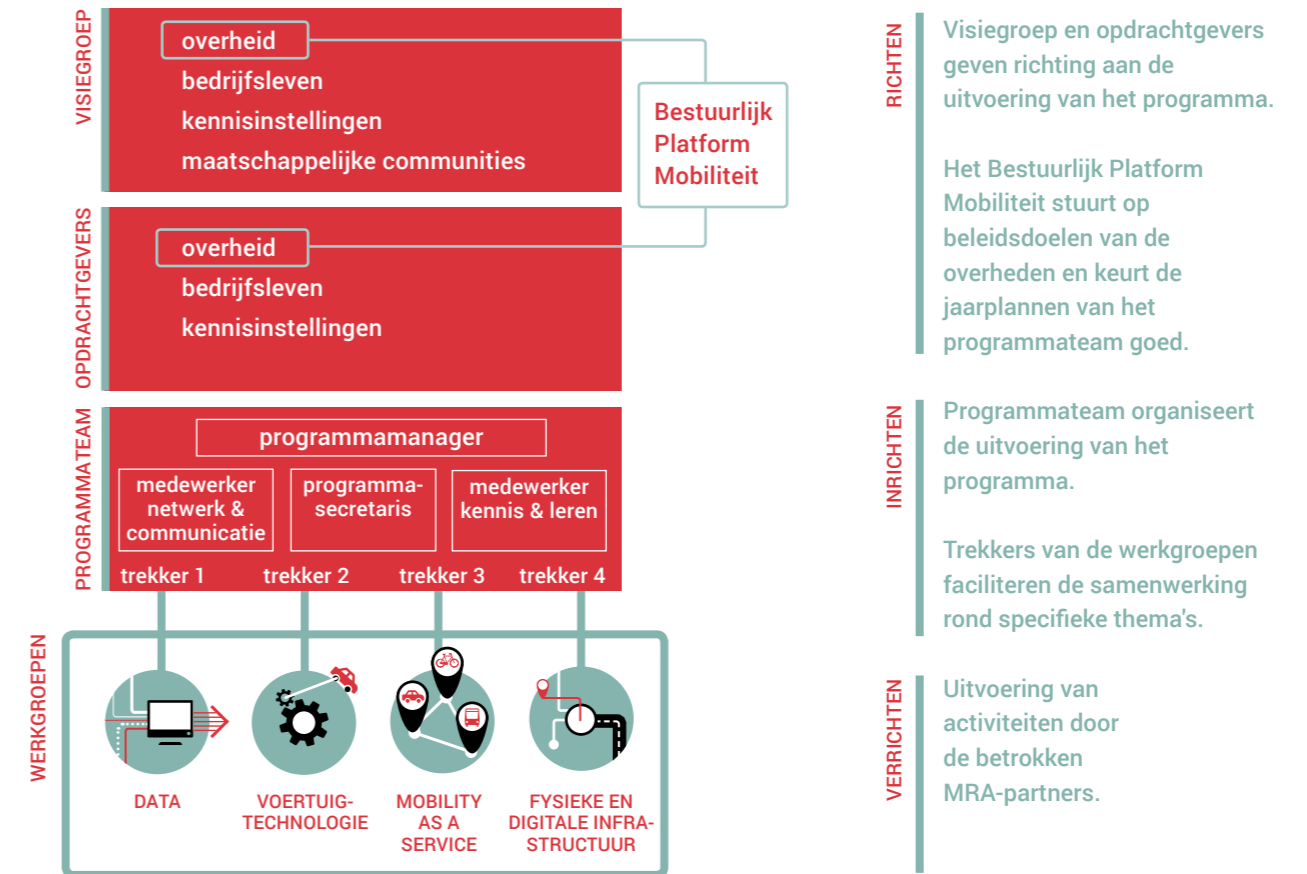 VISIEGROEP
overheid
bedrijfsleven
kennisinstellingen
maatschappelijke communities
Bestuurlijk
Platform
Mobiliteit
OPDRACHTGEVERS
overheid
bedrijfsleven
kennisinstellingen
PROGRAMMATEAM
programmamanager
medewerker
netwerk &
communicatie
programma-
secretaris
medewerker
kennis & leren
trekker 1
trekker 2
trekker 3
trekker 4
WERKGROEPEN
DATA
VOERTUIG-
TECHNOLOGIE
MOBILITY
AS A
SERVICE
FYSIEKE EN
DIGITALE INFRA-
STRUCTUUR
RICHTEN
Visiegroep en opdrachtgevers
geven richting aan de
uitvoering van het programma.
Het Bestuurlijk Platform
Mobiliteit stuurt op
beleidsdoelen van de
overheden en keurt de
jaarplannen van het
programmateam goed.
INRICHTEN
Programmateam organiseert
de uitvoering van het
programma.
Trekkers van de werkgroepen
faciliteren de samenwerking
rond specifieke thema's.
VERRICHTEN
Uitvoering van
activiteiten door
de betrokken
MRA-partners.